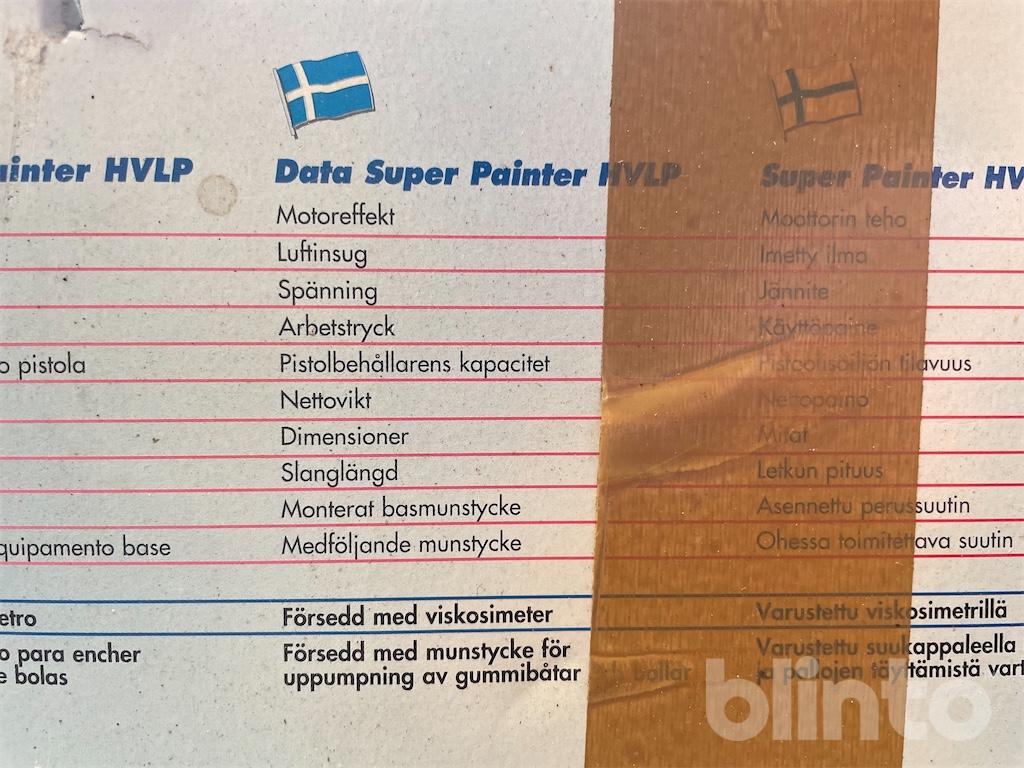 ainter HVLP
o pistola
quipamento base
etro
o para encher
e bolas
Data Super Painter HVLP
Motoreffekt
Luftinsug
Spänning
Arbetstryck
Pistolbehållarens kapacitet
Nettovikt
Dimensioner
Slanglängd
Monterat basmunstycke
Medföljande munstycke
Försedd med viskosimeter
Försedd med munstycke för
uppumpning av gummibåtar och bollar
Super Painter HV
Moottorin teho
Imetty ilma
Jännite
Käyttöpaine
Pistoolisäiliön tilavuus
Nettopaino
Mitat
Letkun pituus
Asennettu perussuutin
Ohessa toimitettava suutin
Varustettu viskosimetrillä
Varustettu suukappaleella
ja pallojen täyttämistä vart
blinto